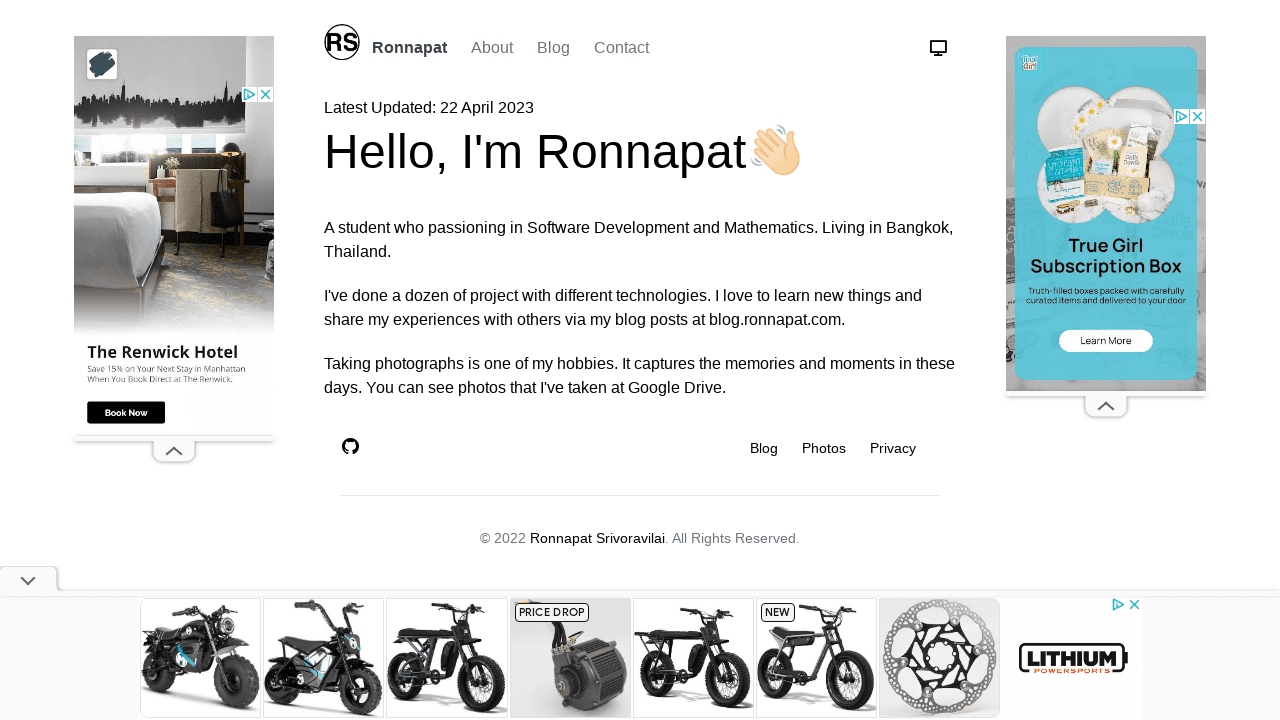 RS
Ronnapat
About
Blog
Contact
Latest Updated: 22 April 2023
Hello, I'm Ronnapat
A student who passioning in Software Development and Mathematics. Living in Bangkok,
Thailand.
I've done a dozen of project with different technologies. I love to learn new things and
share my experiences with others via my blog posts at blog.ronnapat.com.
Taking photographs is one of my hobbies. It captures the memories and moments in these
days. You can see photos that I've taken at Google Drive.
Blog
Photos
Privacy
© 2022 Ronnapat Srivoravilai. All Rights Reserved.
The Renwick Hotel
Save 15% on Your Next Stay in Manhattan
When You Book Direct at The Renwick.
Book Now
True Girl
True Girl
Subscription Box
Truth-filled boxes packed with carefully
curated items and delivered to your door
Learn More
PRICE DROP
NEW
LITHIUM
POWERSPORTS